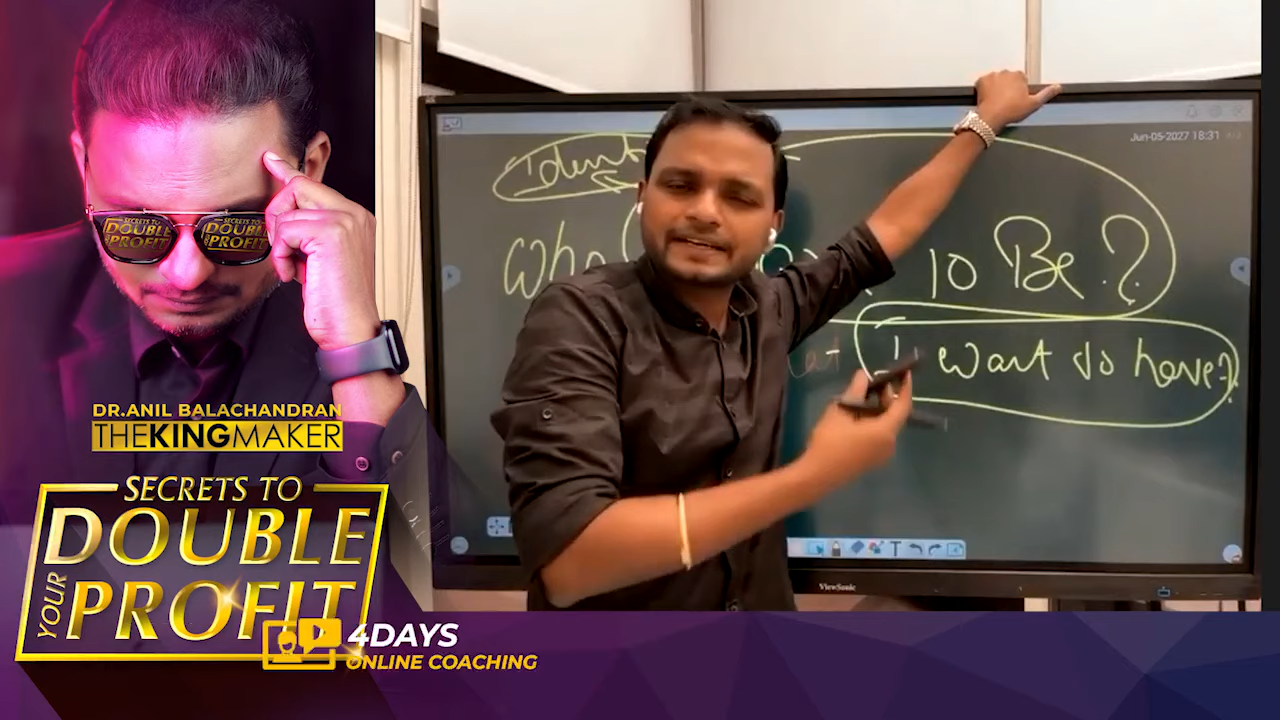 SECRETS TO
DOUBLE
PROFIT
SECRETS TO
DOUBLE
PROFIT
DR.ANIL BALACHANDRAN
THEKINGMAKER
SECRETS TO
DOUBLE
YOUR PROFIT
4DAYS
ONLINE COACHING
Jun-05-2027 18:31
Who
to Be?
I want to have?
T
ViewSonic